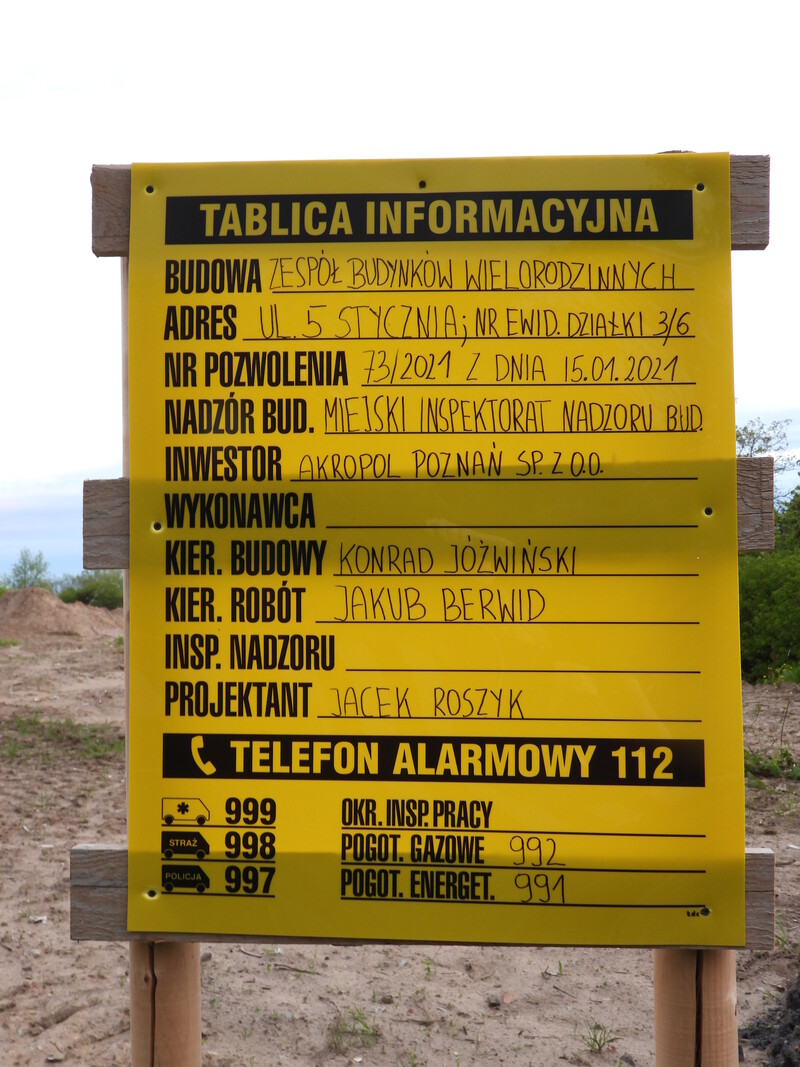 TABLICA INFORMACYJNA
BUDOWA ZESPÓŁ BUDYNKÓW WIELORODZINNYCH
ADRES UL. 5 STYCZNIA; NR EWID. DZIAŁKI 3/6
NR POZWOLENIA 73/2021 Z DNIA 15.01.2021
NADZÓR BUD. MIEJSKI INSPEKTORAT NADZORU BUD.
INWESTOR AKROPOL POZNAŃ SP. Z O.O.
WYKONAWCA
KIER. BUDOWY KONRAD JÓŹWIŃSKI
KIER. ROBÓT JAKUB BERWID
INSP. NADZORU
PROJEKTANT JACEK ROSZYK
TELEFON ALARMOWY 112
999 OKR. INSP. PRACY
STRAŻ 998 POGOT. GAZOWE 992
POLICJA 997 POGOT. ENERGET. 991